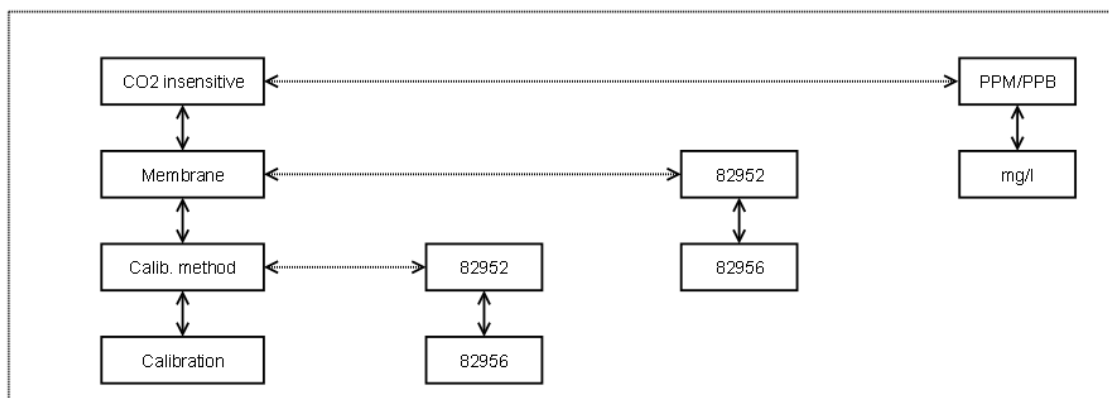 CO2 insensitive
PPM/PPB
Membrane
82952
mg/l
Calib. method
82952
82956
Calibration
82956